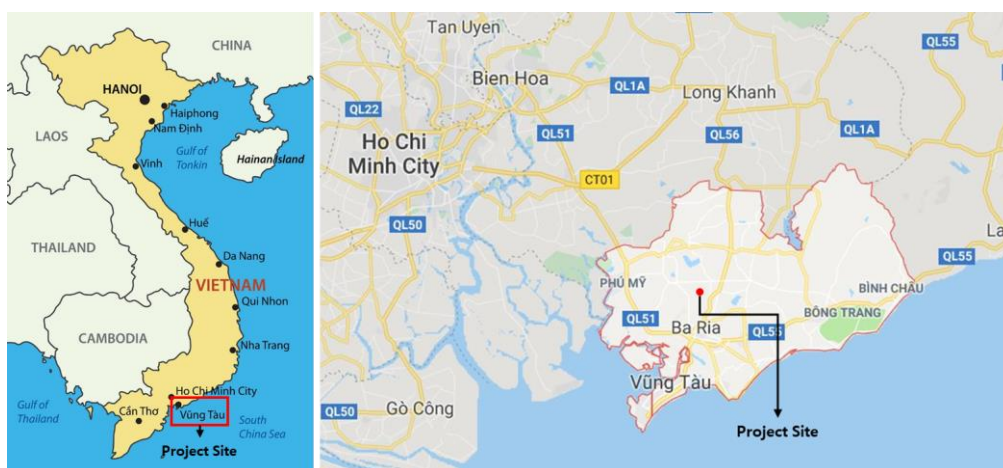 CHINA
HANOI
Haiphong
Nam Định
LAOS
Gulf of
Tonkin
Hainan Island
Vinh
Huế
THAILAND
Da Nang
VIETNAM
Qui Nhon
CAMBODIA
Nha Trang
Ho Chi Minh City
Gulf of
Thailand
Cần Thơ
Vũng Tàu
South
China Sea
Project Site
Tan Uyen
QL55
Bien Hoa
QL1A
Long Khanh
QL22
QL51
QL56
QL1A
Ho Chi
Minh City
CT01
QL50
La
QL55
PHÚ MỸ
BÌNH CHÂU
QL51
BÔNG TRANG
Ba Ria
QL55
Vũng Tàu
QL50
Gò Công
Project Site